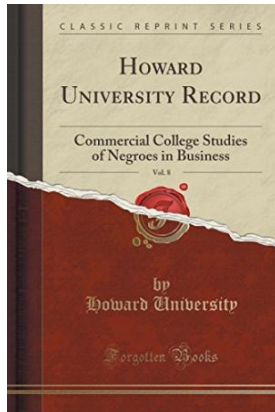 CLASSIC REPRINT SERIES
HOWARD
UNIVERSITY RECORD
Commercial College Studies
of Negroes in Business
Vol. 8
by
Howard University
Forgotten Books